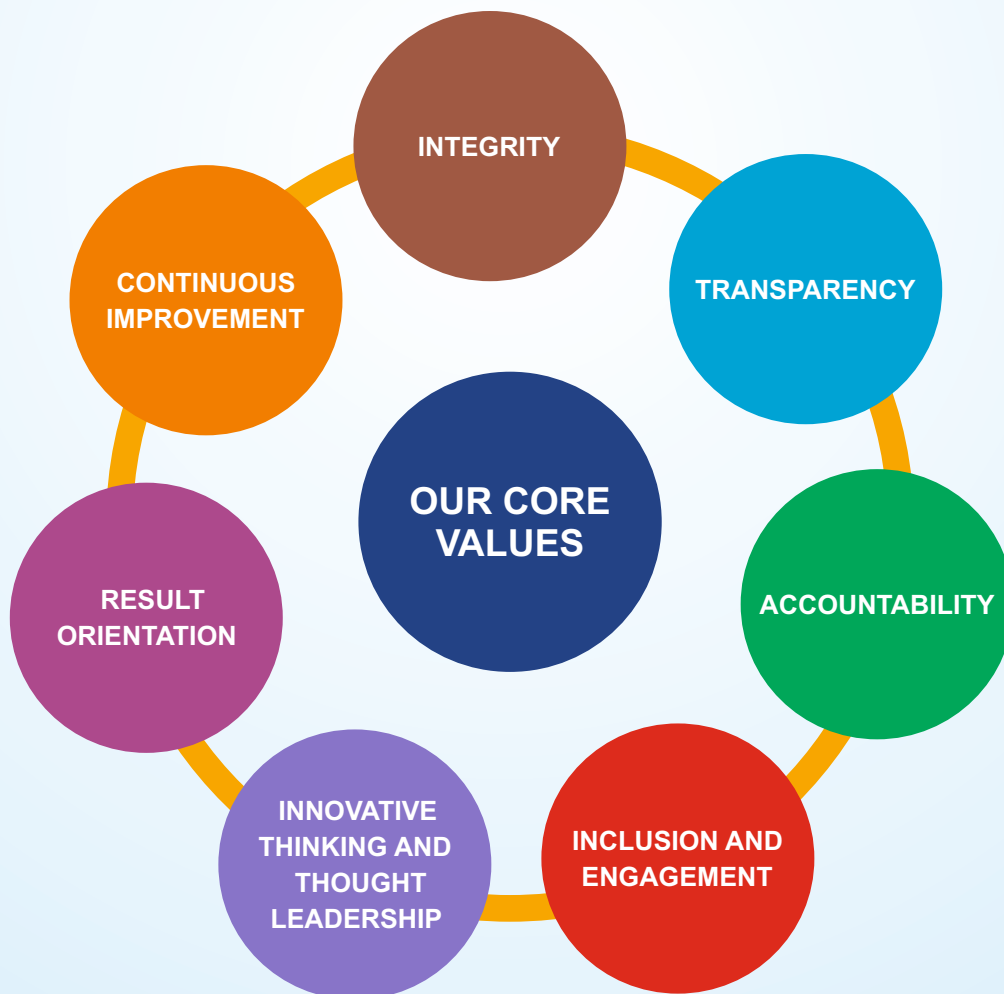 INTEGRITY
TRANSPARENCY
ACCOUNTABILITY
INCLUSION AND
ENGAGEMENT
INNOVATIVE
THINKING AND
THOUGHT
LEADERSHIP
RESULT
ORIENTATION
CONTINUOUS
IMPROVEMENT
OUR CORE
VALUES